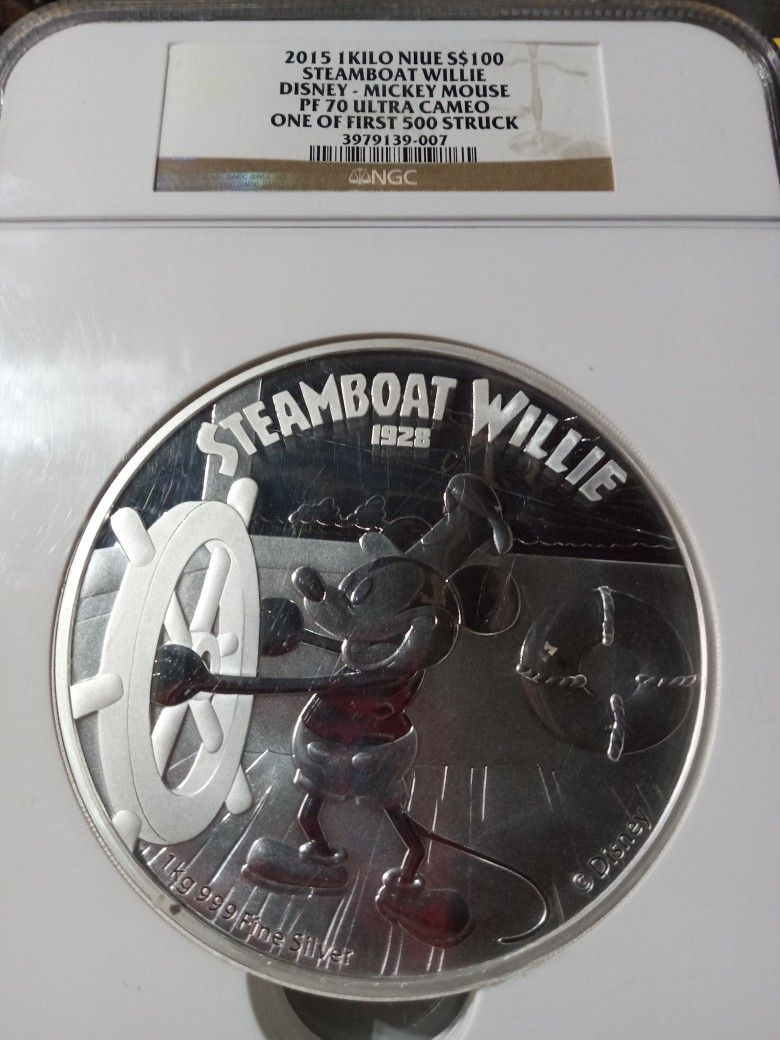 2015 1KILO NIUE S$100
STEAMBOAT WILLIE
DISNEY - MICKEY MOUSE
PF 70 ULTRA CAMEO
ONE OF FIRST 500 STRUCK
3979139-007
NGC
STEAMBOAT WILLIE
1928
1kg 999 Fine Silver
© Disney